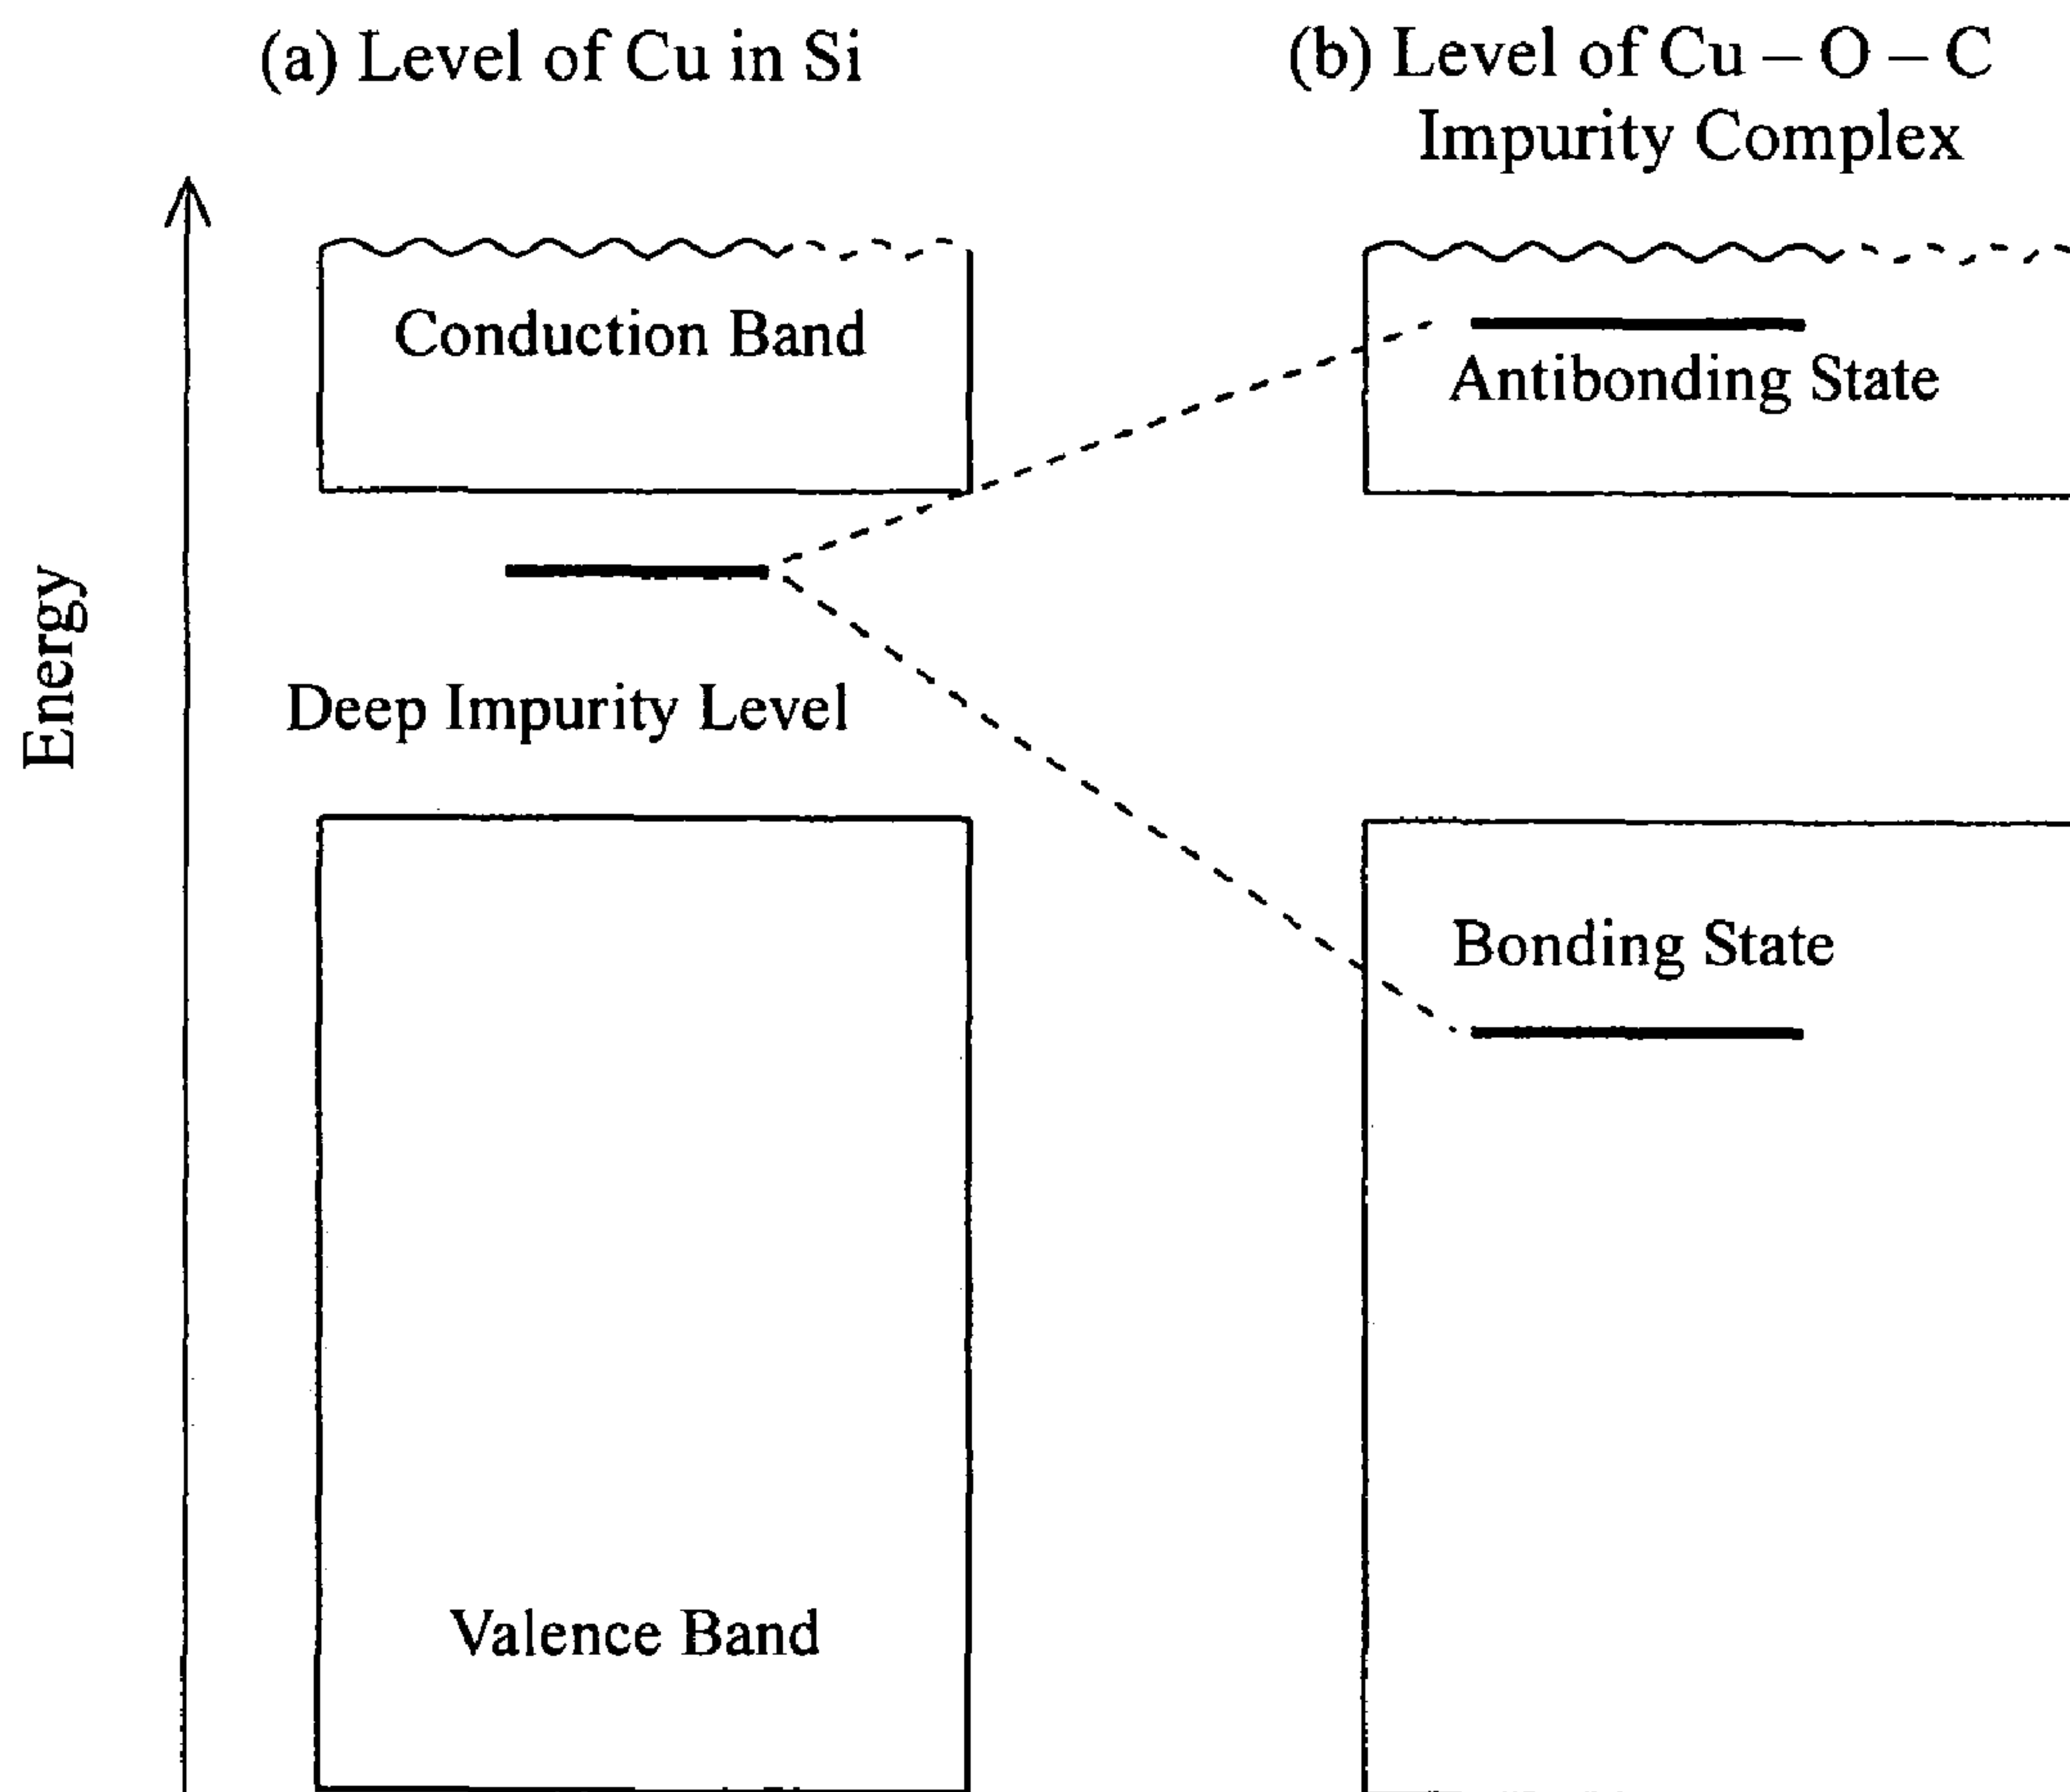 (a) Level of Cu in Si
(b) Level of Cu – O – C
Impurity Complex
Energy
Conduction Band
Antibonding State
Deep Impurity Level
Bonding State
Valence Band